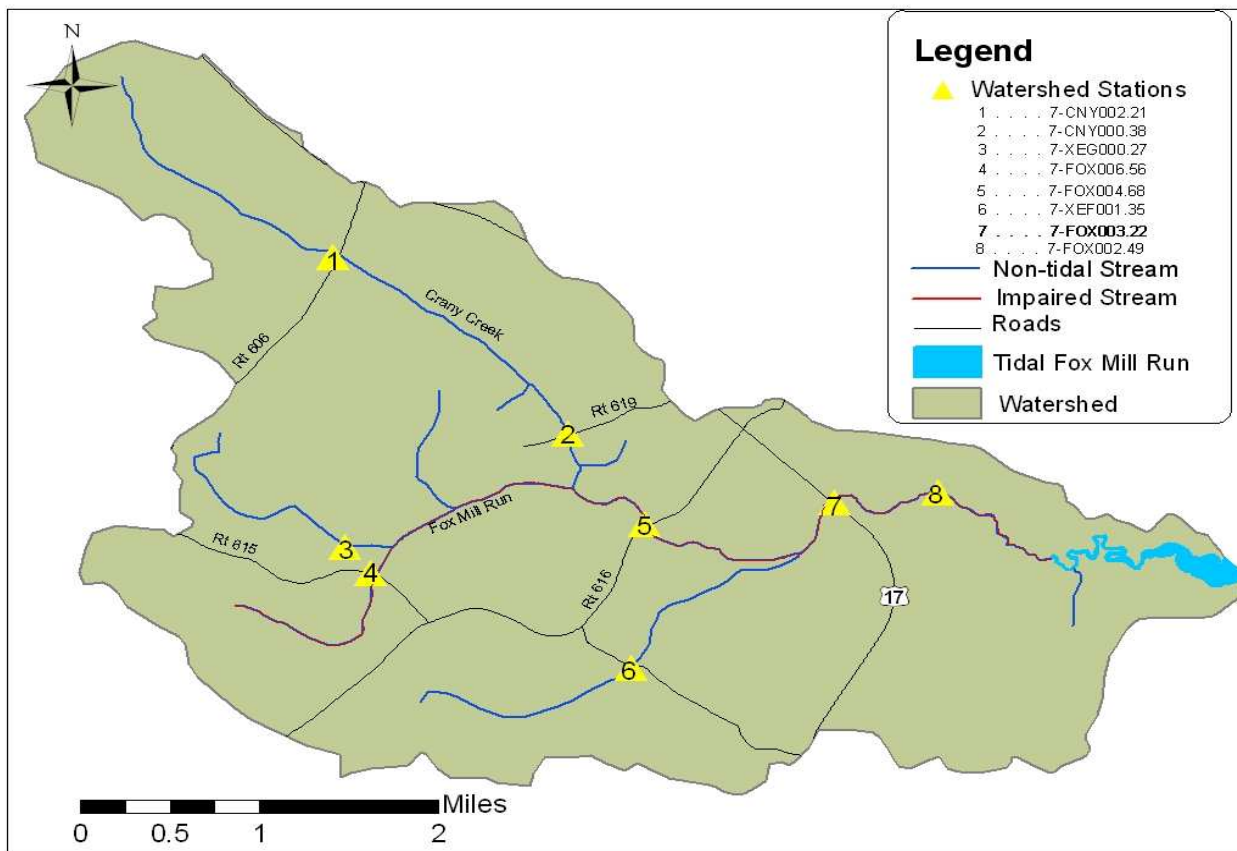 N
Legend
Watershed Stations
1 . . . . 7-CNY002.21
2 . . . . 7-CNY000.38
3 . . . . 7-XEG000.27
4 . . . . 7-FOX006.56
5 . . . . 7-FOX004.68
6 . . . . 7-XEF001.35
7 . . . . 7-FOX003.22
8 . . . . 7-FOX002.49
Non-tidal Stream
Impaired Stream
Roads
Tidal Fox Mill Run
Watershed
1
Crany Creek
Rt 606
Rt 619
2
Fox Mill Run
8
7
5
3
Rt 615
4
Rt 616
17
6
Miles
0 0.5 1 2